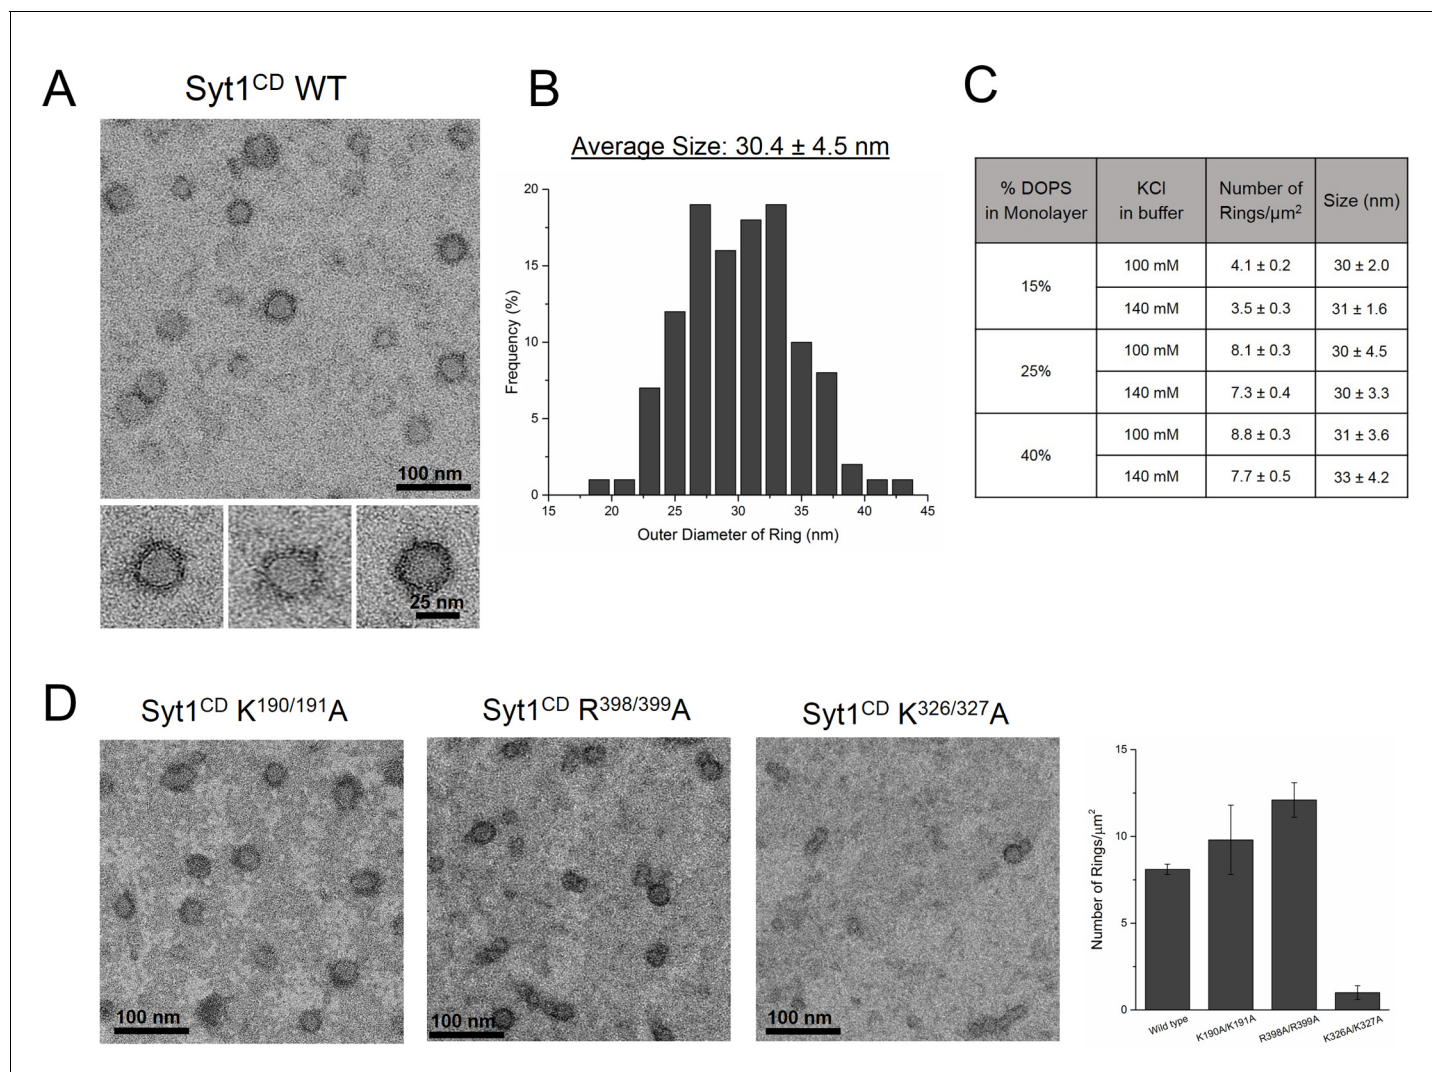 A
Syt1CD WT
100 nm
25 nm
B
Average Size: 30.4 ± 4.5 nm
20
15
10
5
0
Frequency (%)
15 20 25 30 35 40 45
Outer Diameter of Ring (nm)
C
% DOPS in Monolayer KCl in buffer Number of Rings/µm2 Size (nm)
15% 100 mM 4.1 ± 0.2 30 ± 2.0
140 mM 3.5 ± 0.3 31 ± 1.6
25% 100 mM 8.1 ± 0.3 30 ± 4.5
140 mM 7.3 ± 0.4 30 ± 3.3
40% 100 mM 8.8 ± 0.3 31 ± 3.6
140 mM 7.7 ± 0.5 33 ± 4.2
D
Syt1CD K190/191A
100 nm
Syt1CD R398/399A
100 nm
Syt1CD K326/327A
100 nm
15
10
5
0
Number of Rings/µm2
Wild type K190A/K191A R398A/R399A K326A/K327A